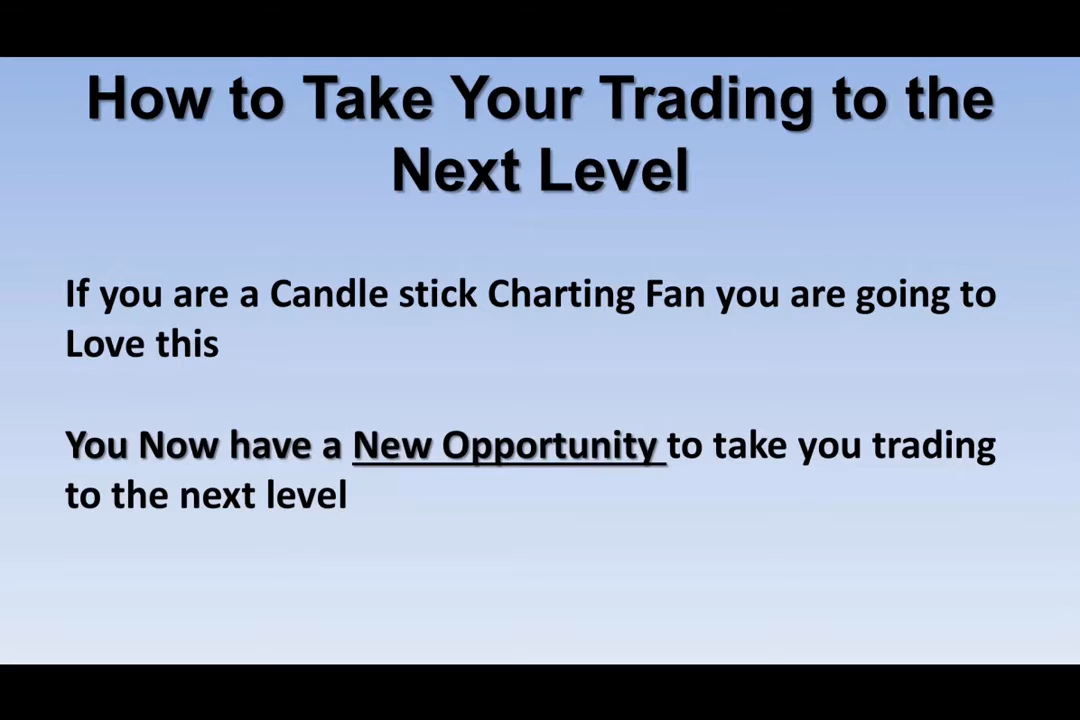 How to Take Your Trading to the
Next Level
If you are a Candle stick Charting Fan you are going to
Love this
You Now have a New Opportunity to take you trading
to the next level